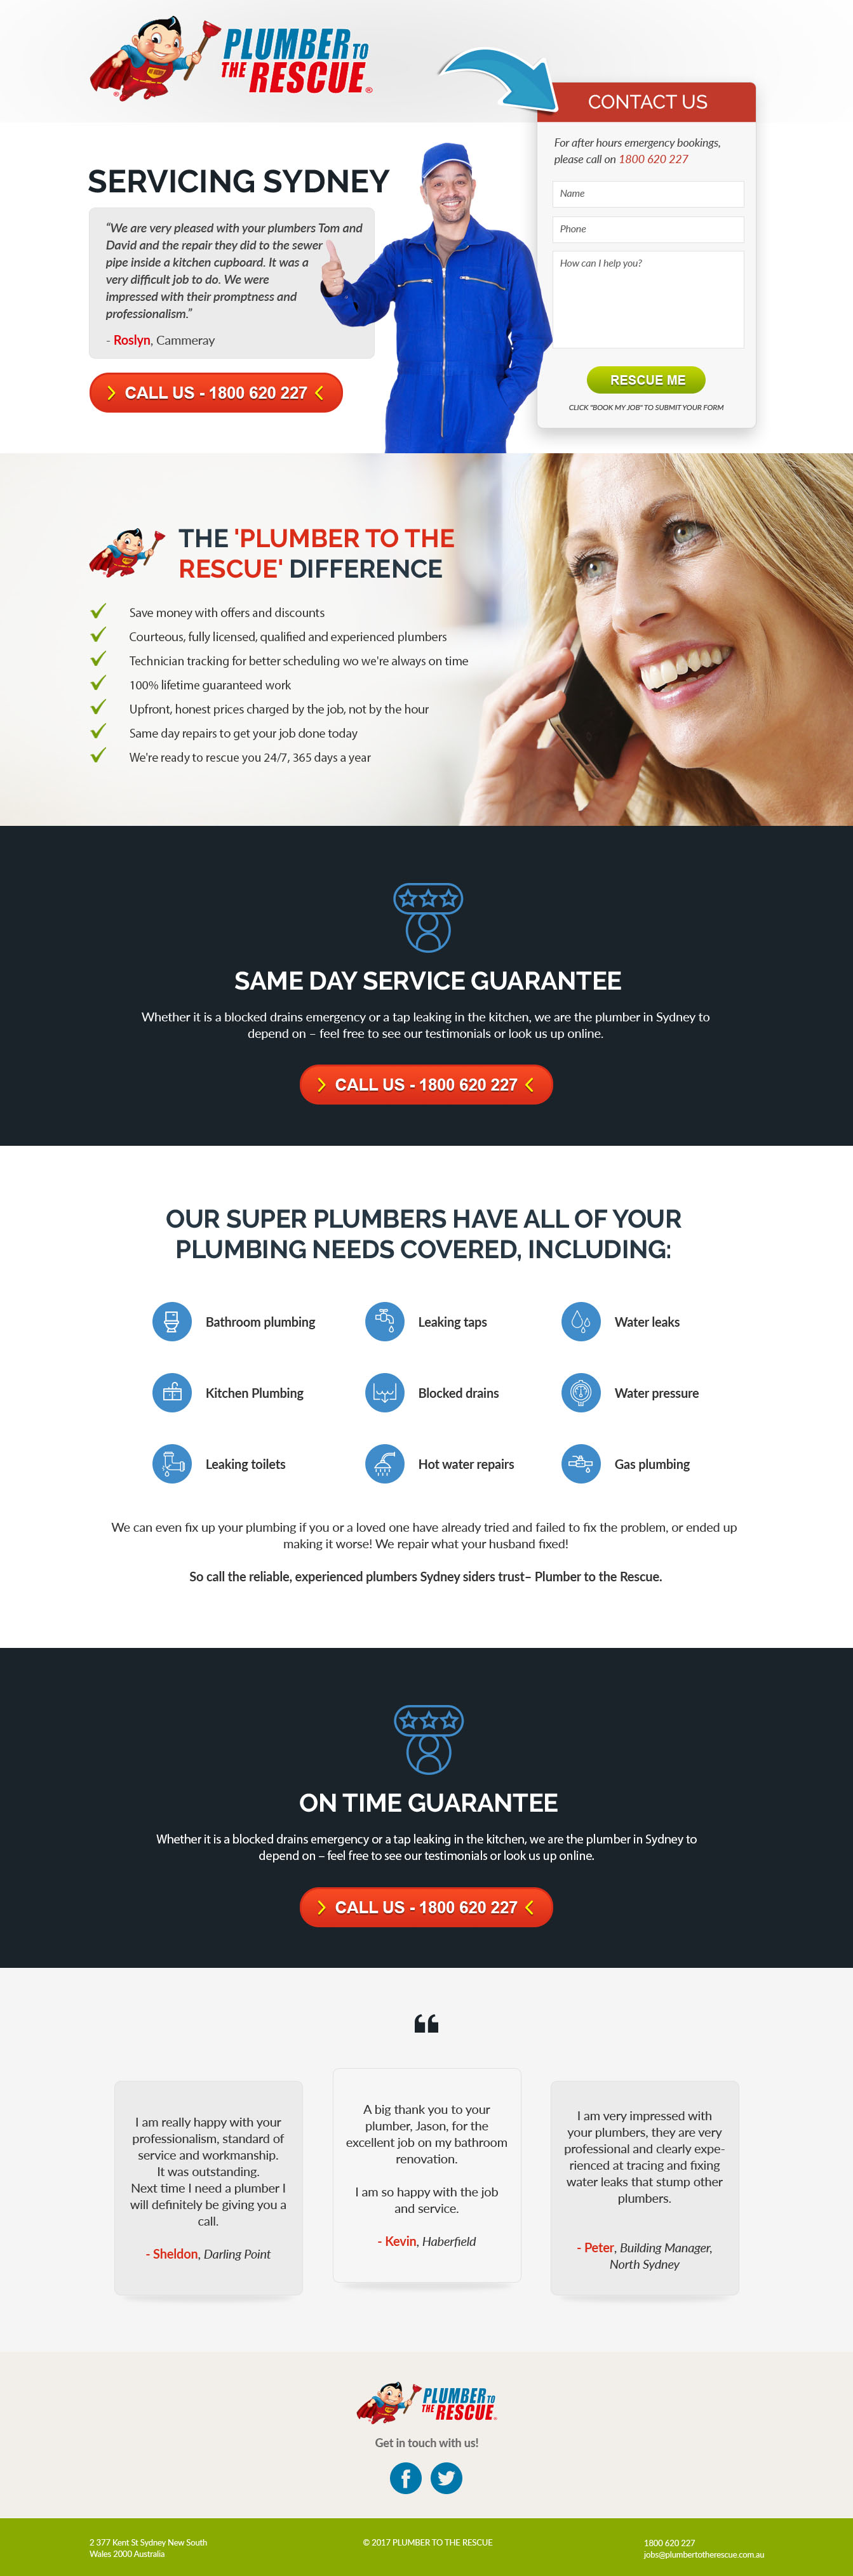 PLUMBER TO
THE RESCUE®
CONTACT US
For after hours emergency bookings,
please call on 1800 620 227
Name
Phone
How can I help you?
RESCUE ME
CLICK "BOOK MY JOB" TO SUBMIT YOUR FORM
SERVICING SYDNEY
“We are very pleased with your plumbers Tom and
David and the repair they did to the sewer
pipe inside a kitchen cupboard. It was a
very difficult job to do. We were
impressed with their promptness and
professionalism.”
- Roslyn, Cammeray
CALL US - 1800 620 227
THE 'PLUMBER TO THE
RESCUE' DIFFERENCE
Save money with offers and discounts
Courteous, fully licensed, qualified and experienced plumbers
Technician tracking for better scheduling wo we're always on time
100% lifetime guaranteed work
Upfront, honest prices charged by the job, not by the hour
Same day repairs to get your job done today
We're ready to rescue you 24/7, 365 days a year
SAME DAY SERVICE GUARANTEE
Whether it is a blocked drains emergency or a tap leaking in the kitchen, we are the plumber in Sydney to
depend on – feel free to see our testimonials or look us up online.
CALL US - 1800 620 227
OUR SUPER PLUMBERS HAVE ALL OF YOUR
PLUMBING NEEDS COVERED, INCLUDING:
Bathroom plumbing
Leaking taps
Water leaks
Kitchen Plumbing
Blocked drains
Water pressure
Leaking toilets
Hot water repairs
Gas plumbing
We can even fix up your plumbing if you or a loved one have already tried and failed to fix the problem, or ended up
making it worse! We repair what your husband fixed!
So call the reliable, experienced plumbers Sydney siders trust– Plumber to the Rescue.
ON TIME GUARANTEE
Whether it is a blocked drains emergency or a tap leaking in the kitchen, we are the plumber in Sydney to
depend on – feel free to see our testimonials or look us up online.
CALL US - 1800 620 227
“
I am really happy with your
professionalism, standard of
service and workmanship.
It was outstanding.
Next time I need a plumber I
will definitely be giving you a
call.
- Sheldon, Darling Point
A big thank you to your
plumber, Jason, for the
excellent job on my bathroom
renovation.
I am so happy with the job
and service.
- Kevin, Haberfield
I am very impressed with
your plumbers, they are very
professional and clearly expe-
rienced at tracing and fixing
water leaks that stump other
plumbers.
- Peter, Building Manager,
North Sydney
PLUMBER TO
THE RESCUE®
Get in touch with us!
2 377 Kent St Sydney New South
Wales 2000 Australia
© 2017 PLUMBER TO THE RESCUE
1800 620 227
jobs@plumbertotherescue.com.au